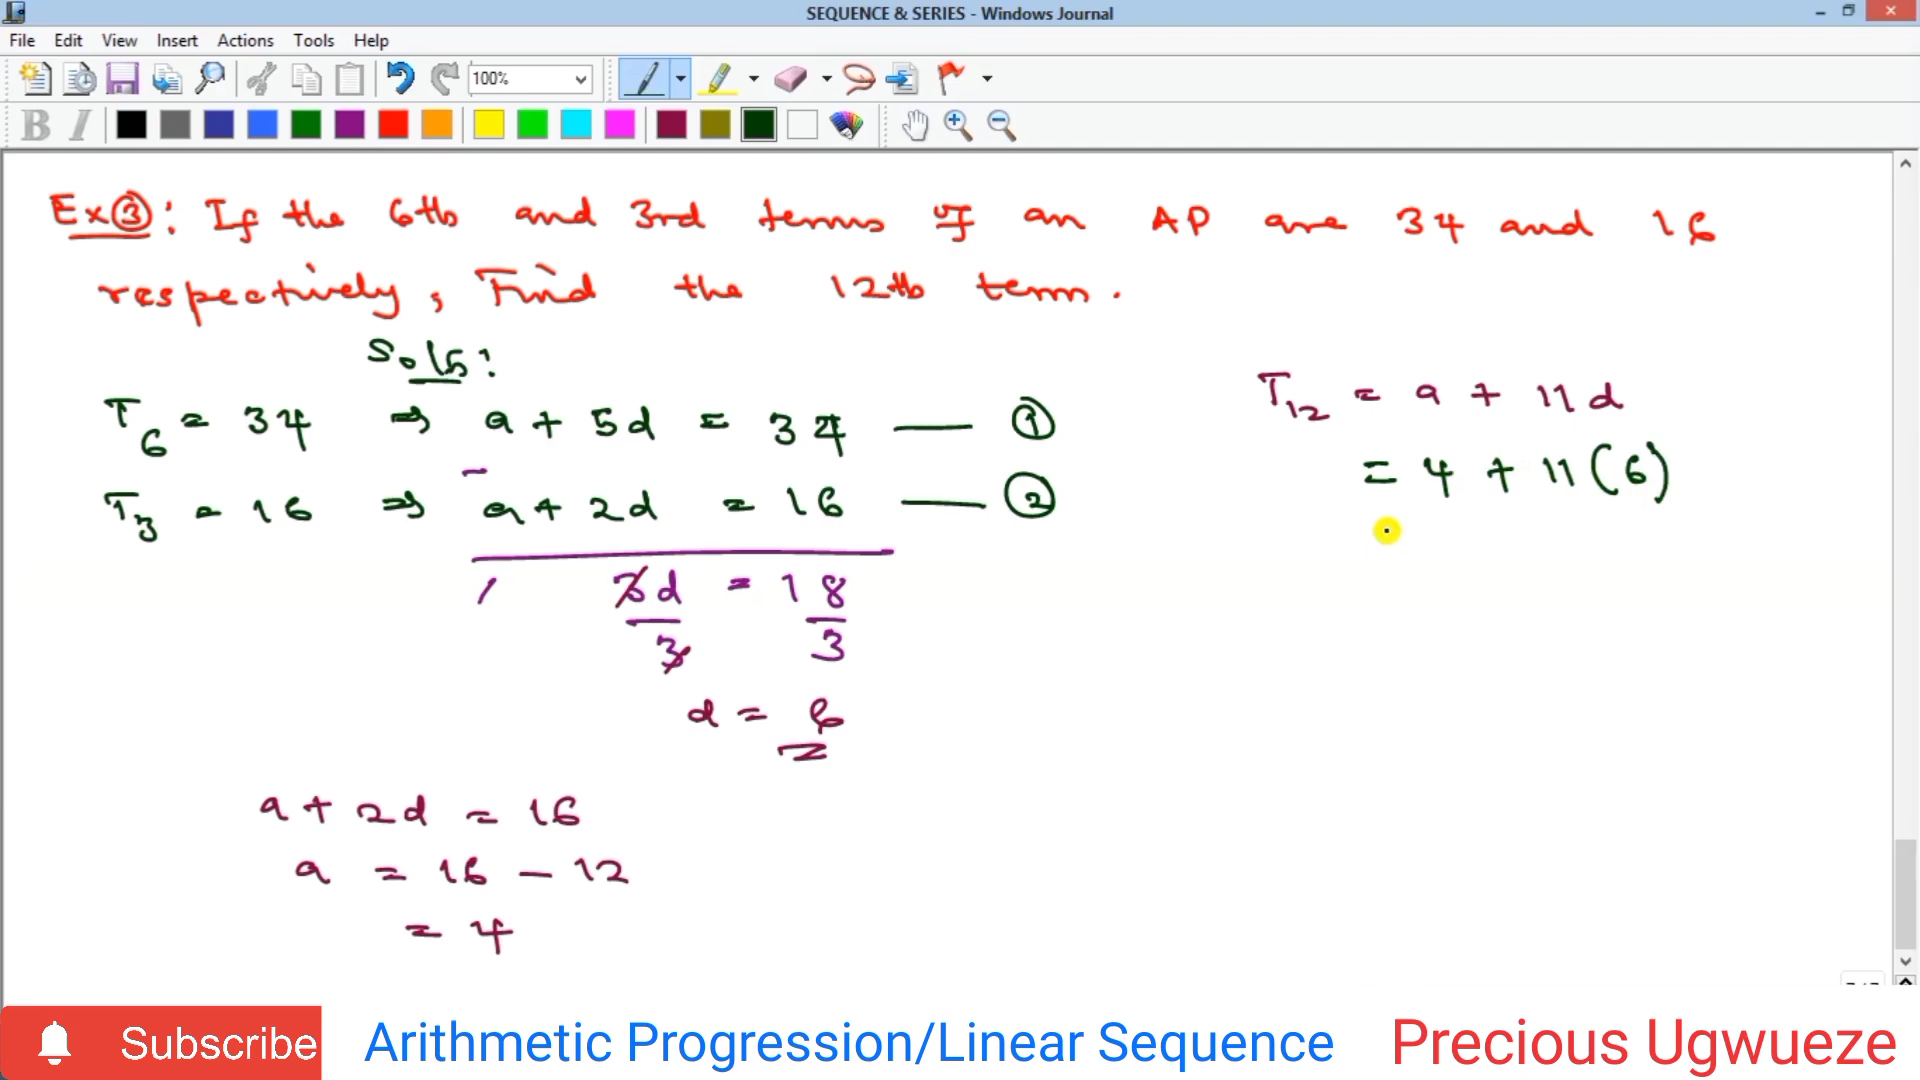 SEQUENCE & SERIES - Windows Journal
File Edit View Insert Actions Tools Help
100%
B I
Ex③: If the 6th and 3rd terms of an AP are 34 and 16
respectively, Find the 12th term.
Soln:
T₆ = 34 ⇒ a + 5d = 34 — ①
T₃ = 16 ⇒ a + 2d = 16 — ②
/ 3d = 18
3 3
d = 6
a + 2d = 16
a = 16 - 12
= 4
T₁₂ = a + 11d
= 4 + 11(6)
Subscribe
Arithmetic Progression/Linear Sequence
Precious Ugwueze